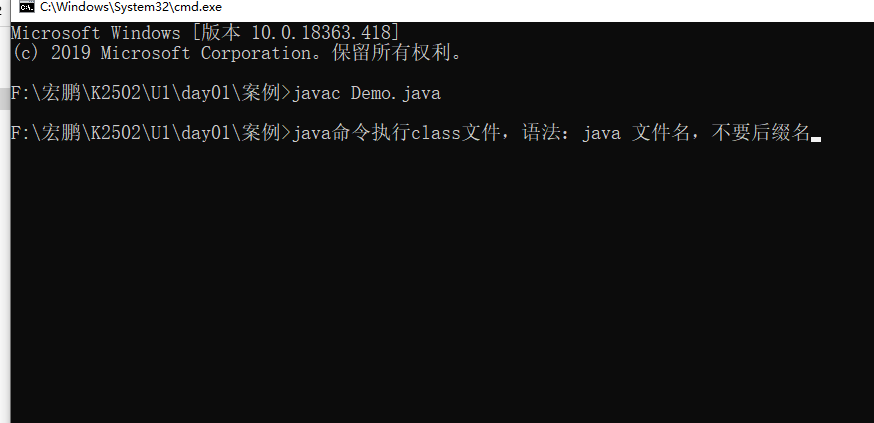 C:\Windows\System32\cmd.exe
Microsoft Windows [版本 10.0.18363.418]
(c) 2019 Microsoft Corporation。保留所有权利。
F:\宏鹏\K2502\U1\day01\案例>javac Demo.java
F:\宏鹏\K2502\U1\day01\案例>java命令执行class文件，语法：java 文件名，不要后缀名